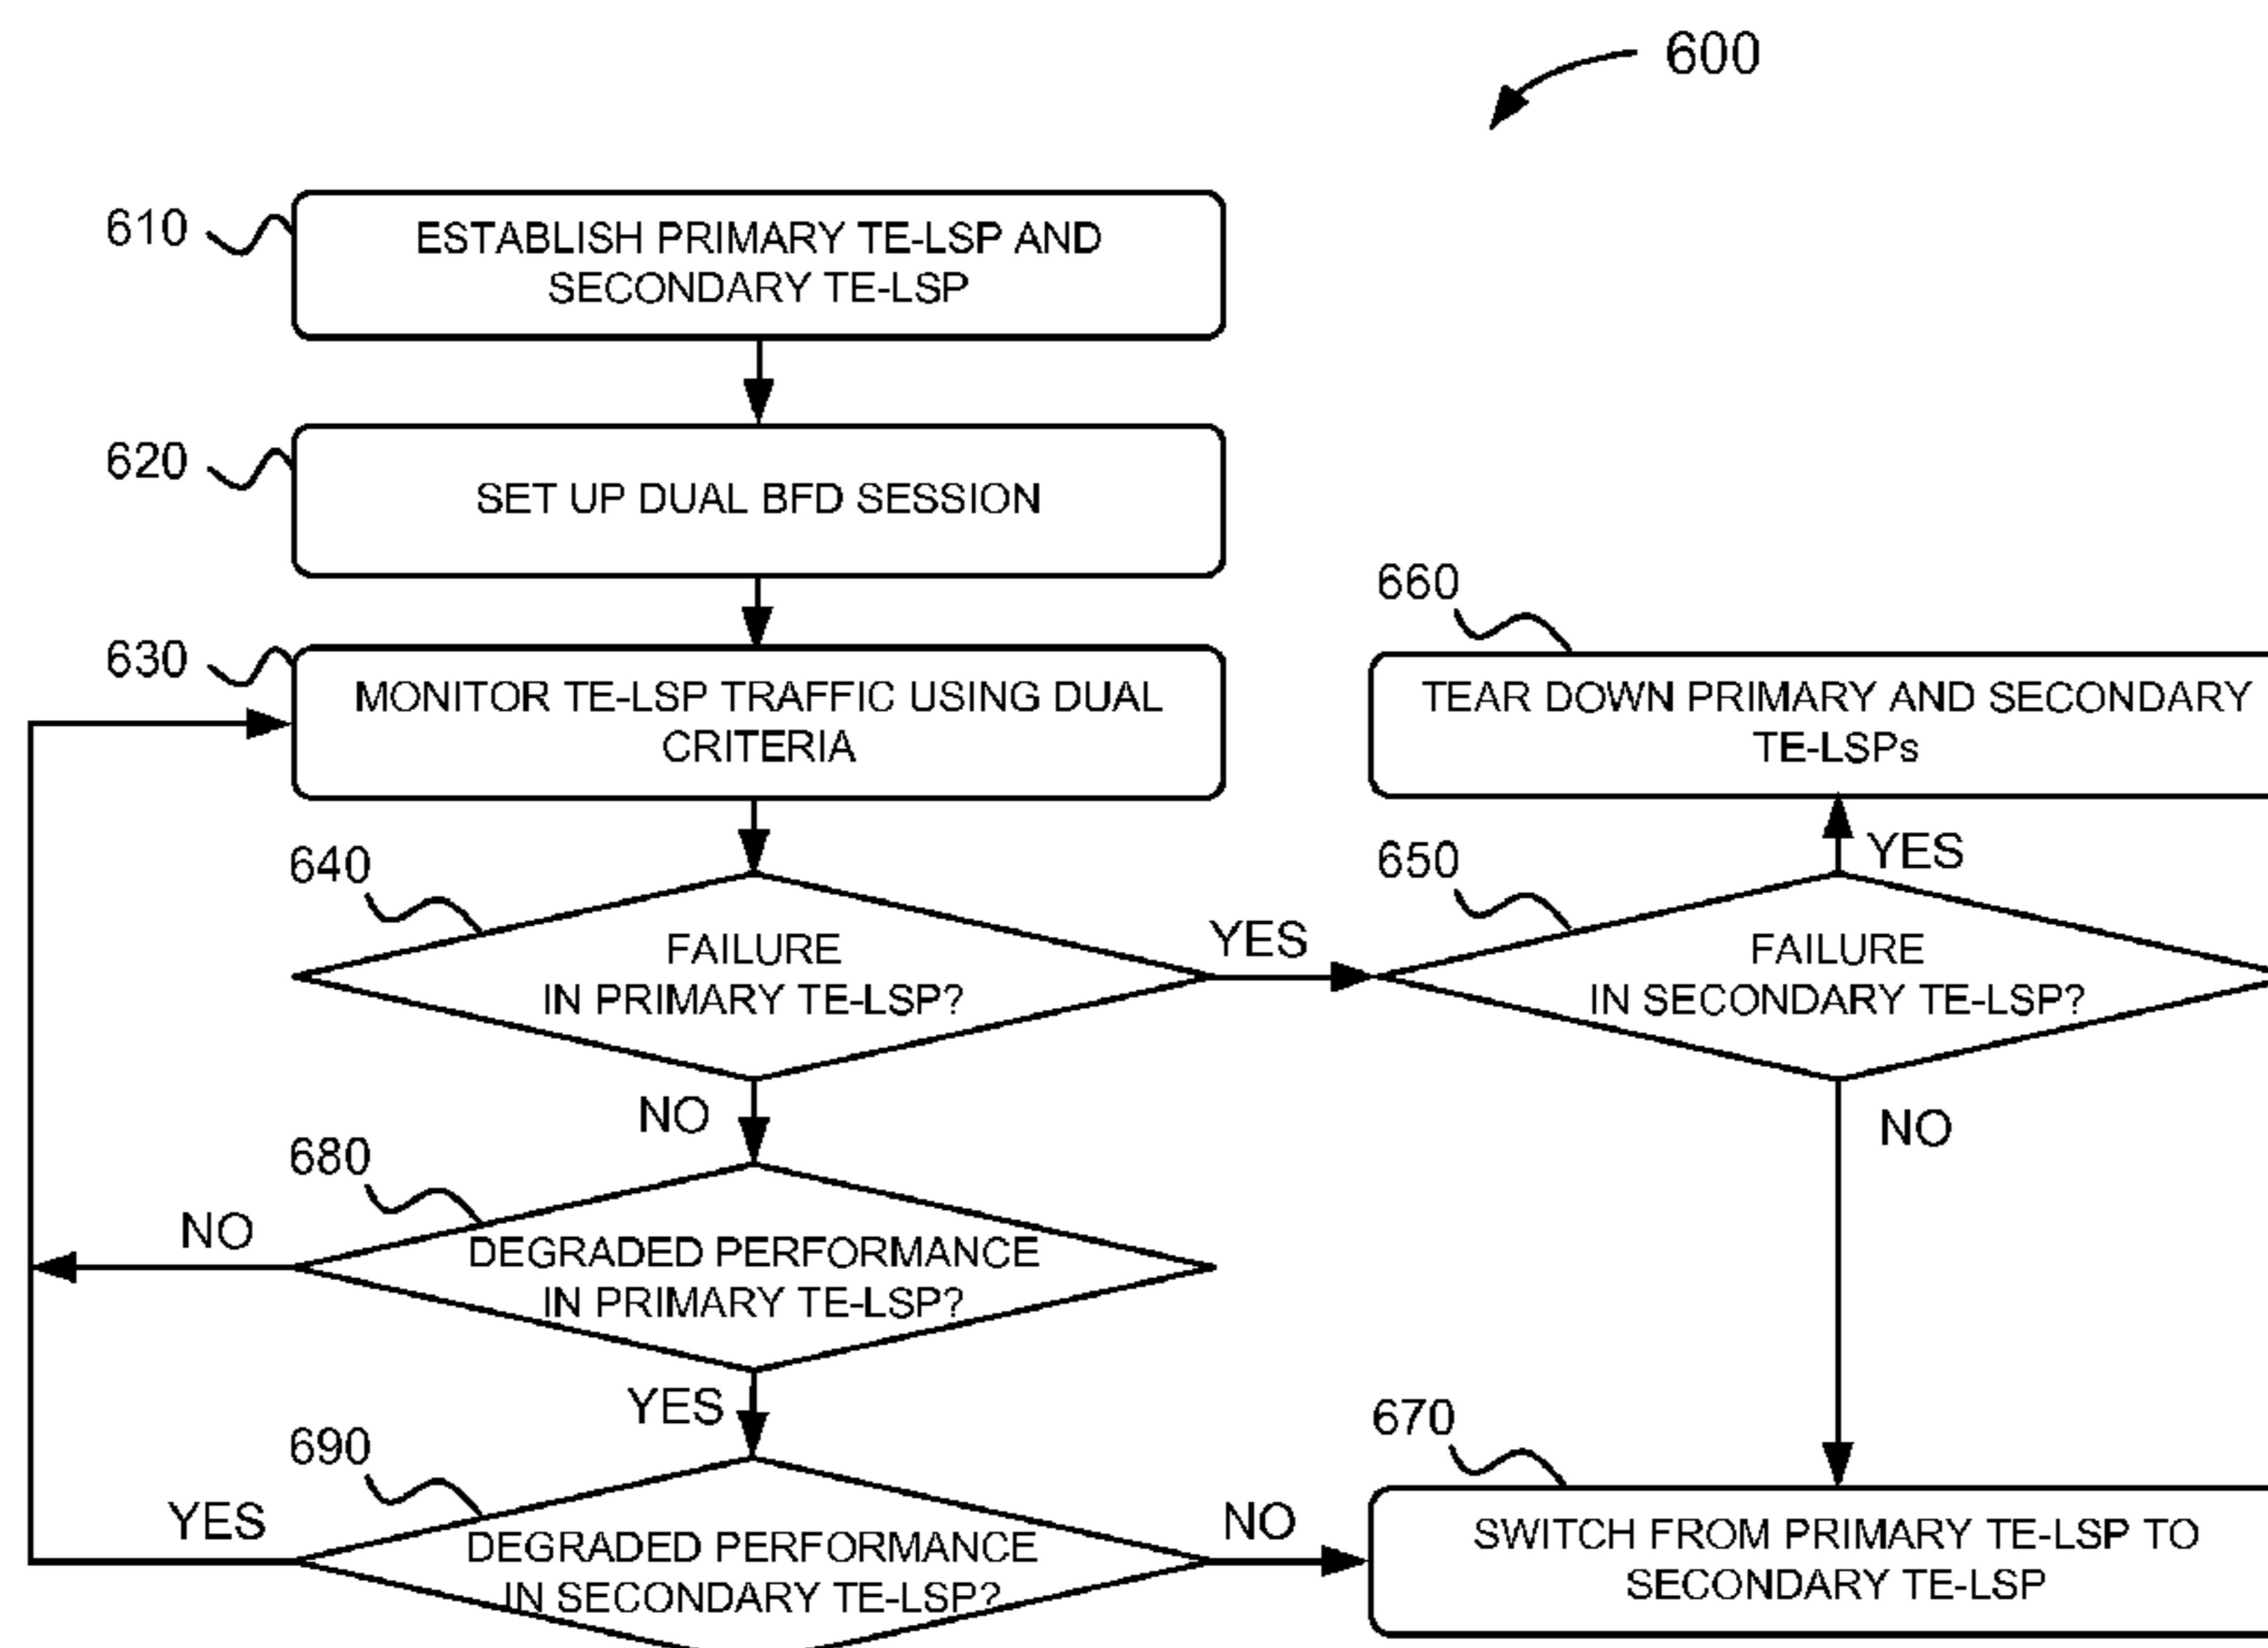 600
610
ESTABLISH PRIMARY TE-LSP AND
SECONDARY TE-LSP
620
SET UP DUAL BFD SESSION
630
MONITOR TE-LSP TRAFFIC USING DUAL
CRITERIA
660
TEAR DOWN PRIMARY AND SECONDARY
TE-LSPs
640
FAILURE
IN PRIMARY TE-LSP?
YES
650
YES
FAILURE
IN SECONDARY TE-LSP?
NO
NO
680
DEGRADED PERFORMANCE
IN PRIMARY TE-LSP?
NO
YES
690
DEGRADED PERFORMANCE
IN SECONDARY TE-LSP?
YES
NO
670
SWITCH FROM PRIMARY TE-LSP TO
SECONDARY TE-LSP